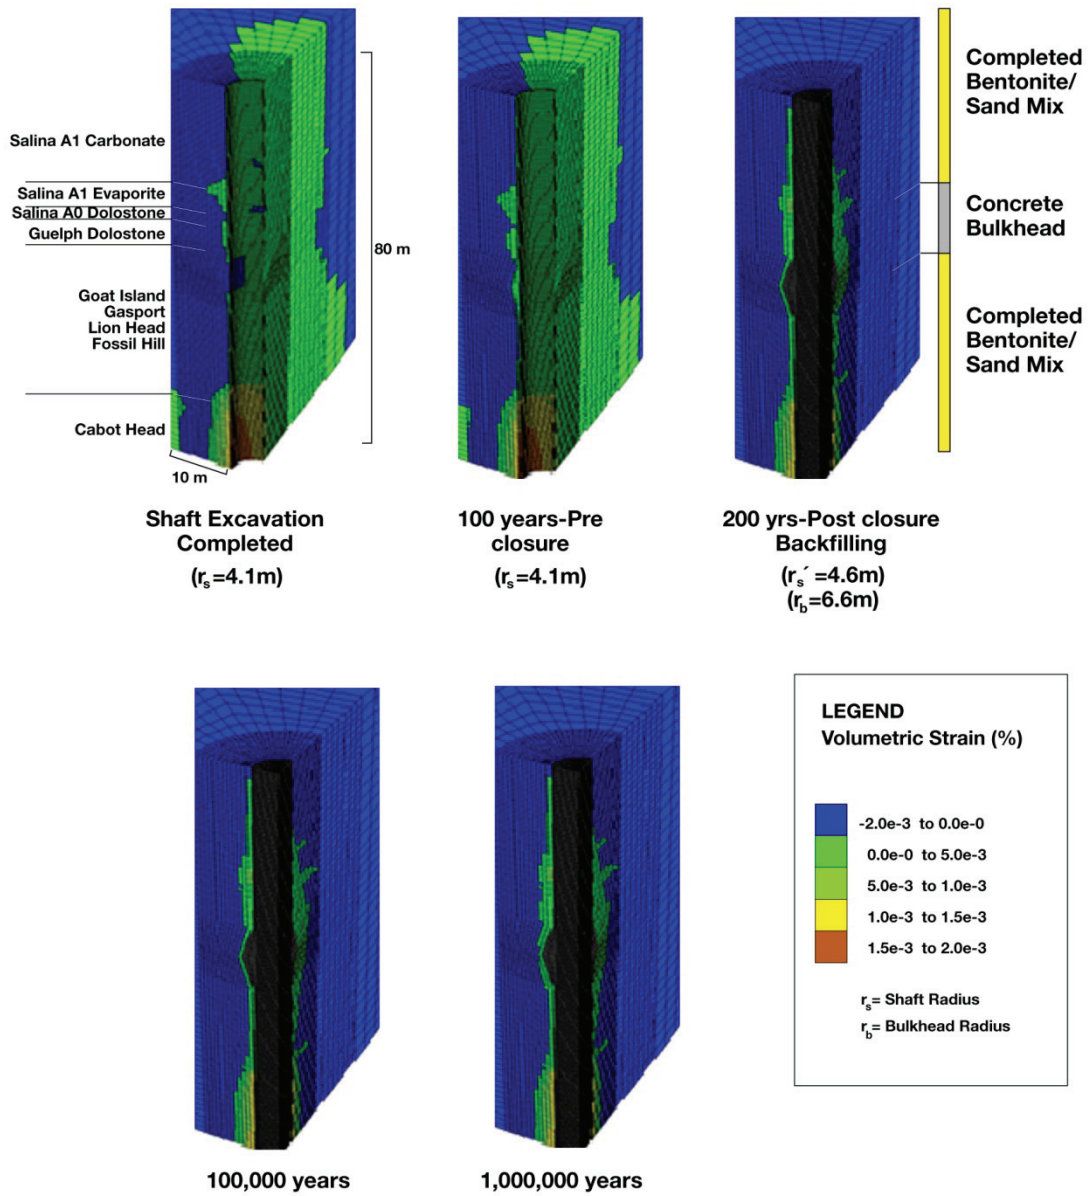 Salina A1 Carbonate
Salina A1 Evaporite
Salina A0 Dolostone
Guelph Dolostone
Goat Island
Gasport
Lion Head
Fossil Hill
Cabot Head
10 m
80 m
Completed
Bentonite/
Sand Mix
Concrete
Bulkhead
Completed
Bentonite/
Sand Mix
Shaft Excavation
Completed
(rs=4.1m)
100 years-Pre
closure
(rs=4.1m)
200 yrs-Post closure
Backfilling
(rs´ =4.6m)
(rb=6.6m)
100,000 years
1,000,000 years
LEGEND
Volumetric Strain (%)
-2.0e-3 to 0.0e-0
0.0e-0 to 5.0e-3
5.0e-3 to 1.0e-3
1.0e-3 to 1.5e-3
1.5e-3 to 2.0e-3
rs= Shaft Radius
rb= Bulkhead Radius